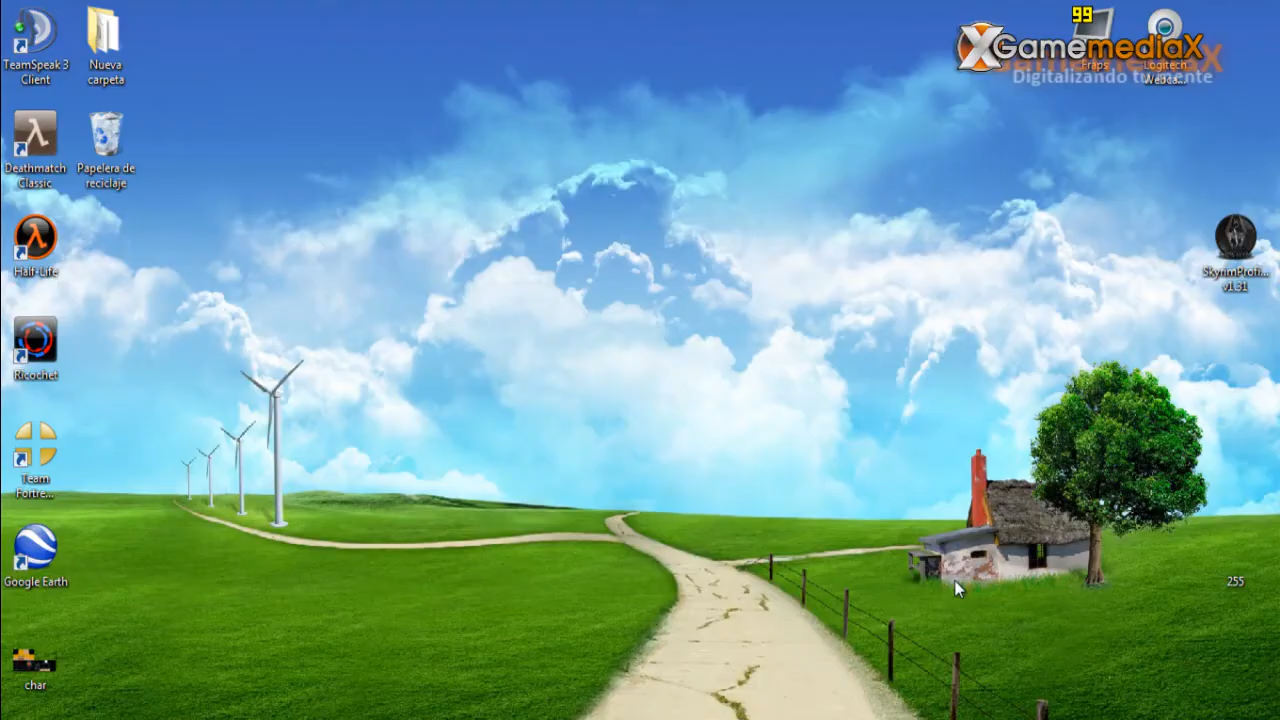 TeamSpeak 3
Client
Nueva
carpeta
99
GamemediaX
Digitalizando tu
Fraps
Logitech
Webca...
Deathmatch
Classic
Papelera de
reciclaje
Half-Life
SkyrimProfi...
v1.31
Ricochet
Team
Fortre...
Google Earth
255
char